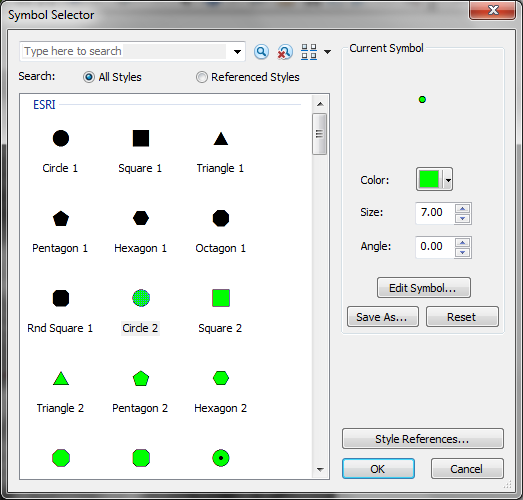 Symbol Selector
Type here to search
Search: All Styles Referenced Styles
ESRI
Circle 1 Square 1 Triangle 1
Pentagon 1 Hexagon 1 Octagon 1
Rnd Square 1 Circle 2 Square 2
Triangle 2 Pentagon 2 Hexagon 2
Current Symbol
Color:
Size: 7.00
Angle: 0.00
Edit Symbol...
Save As... Reset
Style References...
OK Cancel